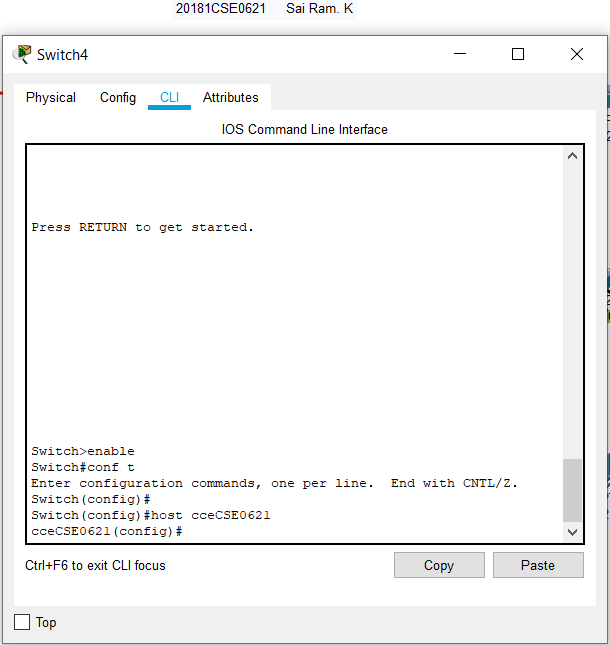 20181CSE0621 Sai Ram. K
Switch4
Physical Config CLI Attributes
IOS Command Line Interface
Press RETURN to get started.
Switch>enable
Switch#conf t
Enter configuration commands, one per line.  End with CNTL/Z.
Switch(config)#
Switch(config)#host cceCSE0621
cceCSE0621(config)#
Ctrl+F6 to exit CLI focus
Copy Paste
Top